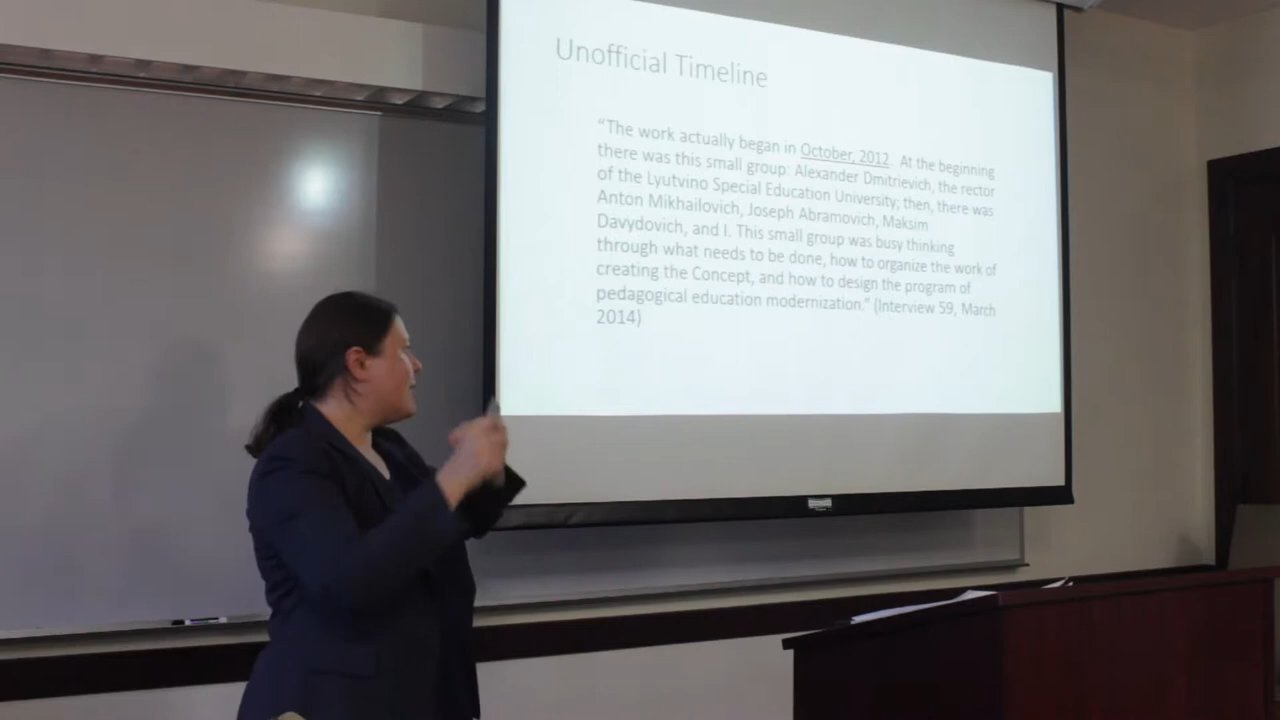 Unofficial Timeline
“The work actually began in October, 2012. At the beginning
there was this small group: Alexander Dmitrievich, the rector
of the Lyutvino Special Education University; then, there was
Anton Mikhailovich, Joseph Abramovich, Maksim
Davydovich, and I. This small group was busy thinking
through what needs to be done, how to organize the work of
creating the Concept, and how to design the program of
pedagogical education modernization.” (Interview 59, March
2014)